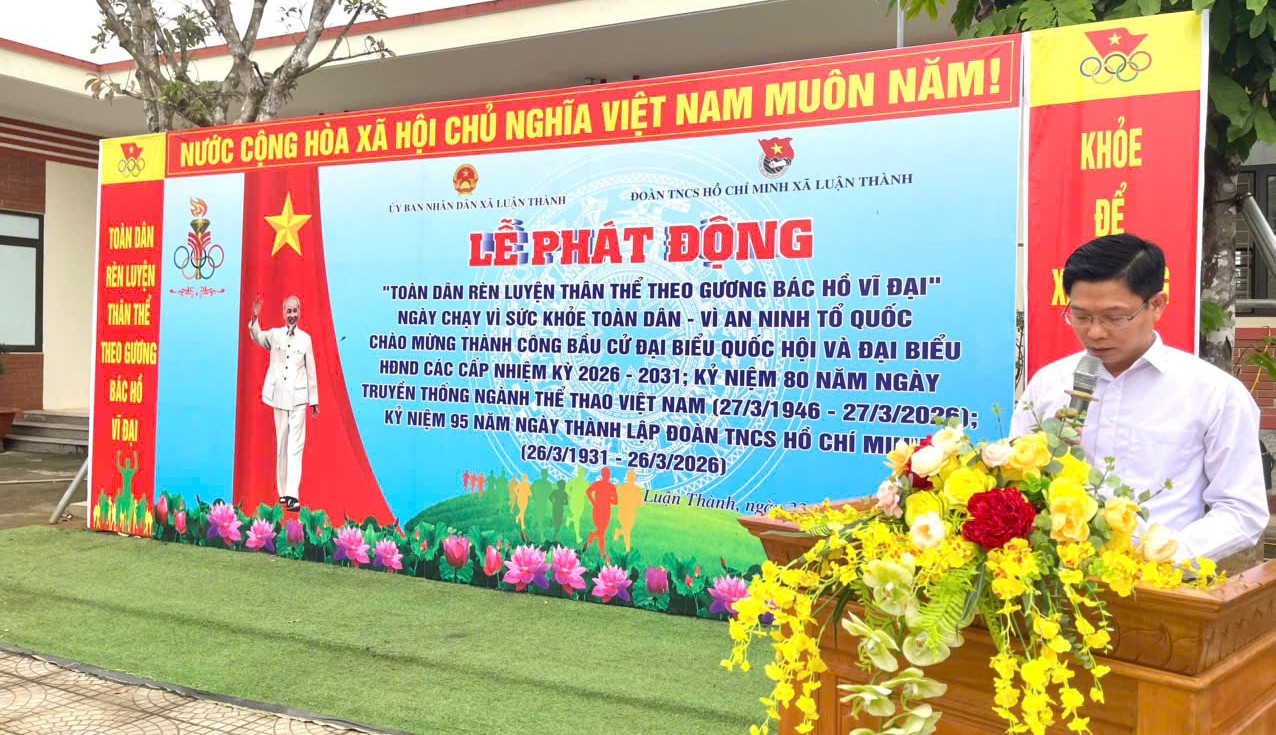 NƯỚC CỘNG HÒA XÃ HỘI CHỦ NGHĨA VIỆT NAM MUÔN NĂM!
TOÀN DÂN
RÈN LUYỆN
THÂN THỂ
THEO GƯƠNG
BÁC HỒ
VĨ ĐẠI
ỦY BAN NHÂN DÂN XÃ LUẬN THÀNH
ĐOÀN TNCS HỒ CHÍ MINH XÃ LUẬN THÀNH
LỄ PHÁT ĐỘNG
"TOÀN DÂN RÈN LUYỆN THÂN THỂ THEO GƯƠNG BÁC HỒ VĨ ĐẠI"
NGÀY CHẠY VÌ SỨC KHỎE TOÀN DÂN - VÌ AN NINH TỔ QUỐC
CHÀO MỪNG THÀNH CÔNG BẦU CỬ ĐẠI BIỂU QUỐC HỘI VÀ ĐẠI BIỂU
HĐND CÁC CẤP NHIỆM KỲ 2026 - 2031; KỶ NIỆM 80 NĂM NGÀY
TRUYỀN THỐNG NGÀNH THỂ THAO VIỆT NAM (27/3/1946 - 27/3/2026);
KỶ NIỆM 95 NĂM NGÀY THÀNH LẬP ĐOÀN TNCS HỒ CHÍ MINH
(26/3/1931 - 26/3/2026)
Luận Thành, ngày
KHỎE
ĐỂ